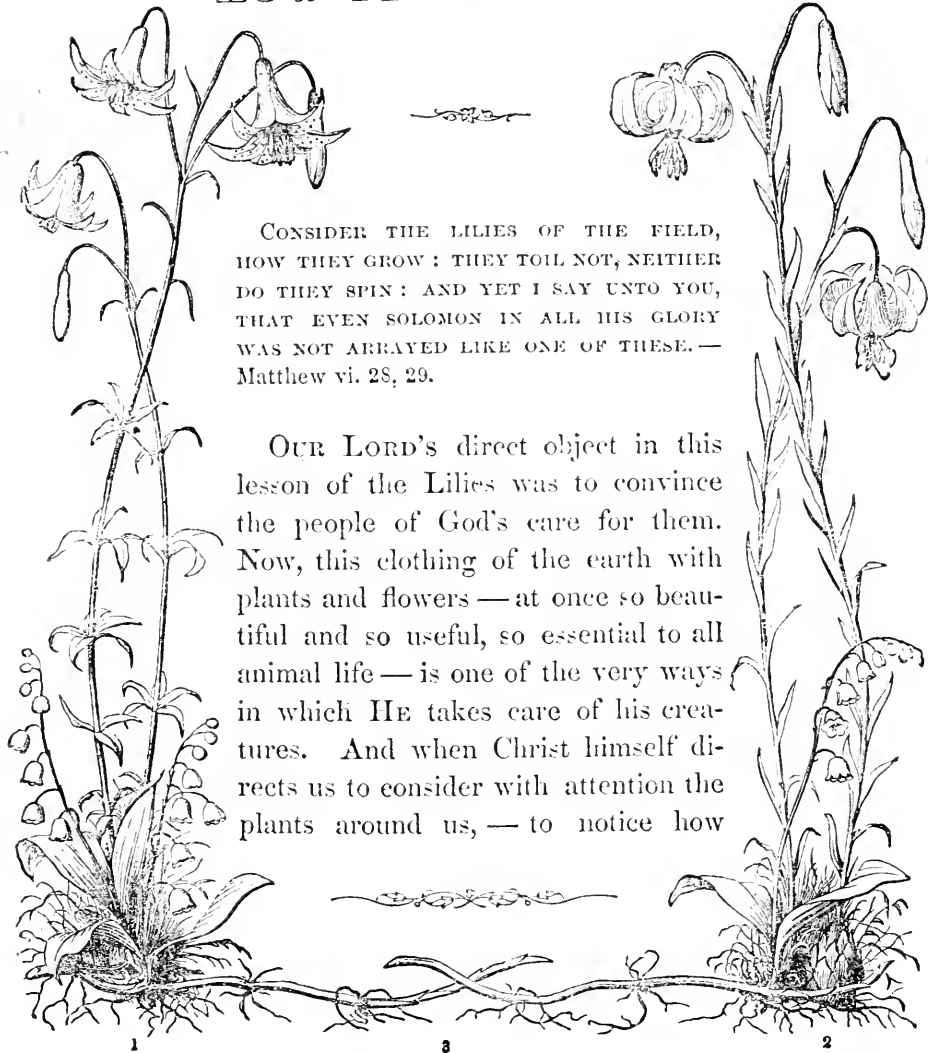 CONSIDER THE LILIES OF THE FIELD,
HOW THEY GROW : THEY TOIL NOT, NEITHER
DO THEY SPIN : AND YET I SAY UNTO YOU,
THAT EVEN SOLOMON IN ALL HIS GLORY
WAS NOT ARRAYED LIKE ONE OF THESE. —
Matthew vi. 28, 29.
OUR LORD'S direct object in this
lesson of the Lilies was to convince
the people of God's care for them.
Now, this clothing of the earth with
plants and flowers — at once so beau-
tiful and so useful, so essential to all
animal life — is one of the very ways
in which HE takes care of his crea-
tures. And when Christ himself di-
rects us to consider with attention the
plants around us, — to notice how
1 3 2